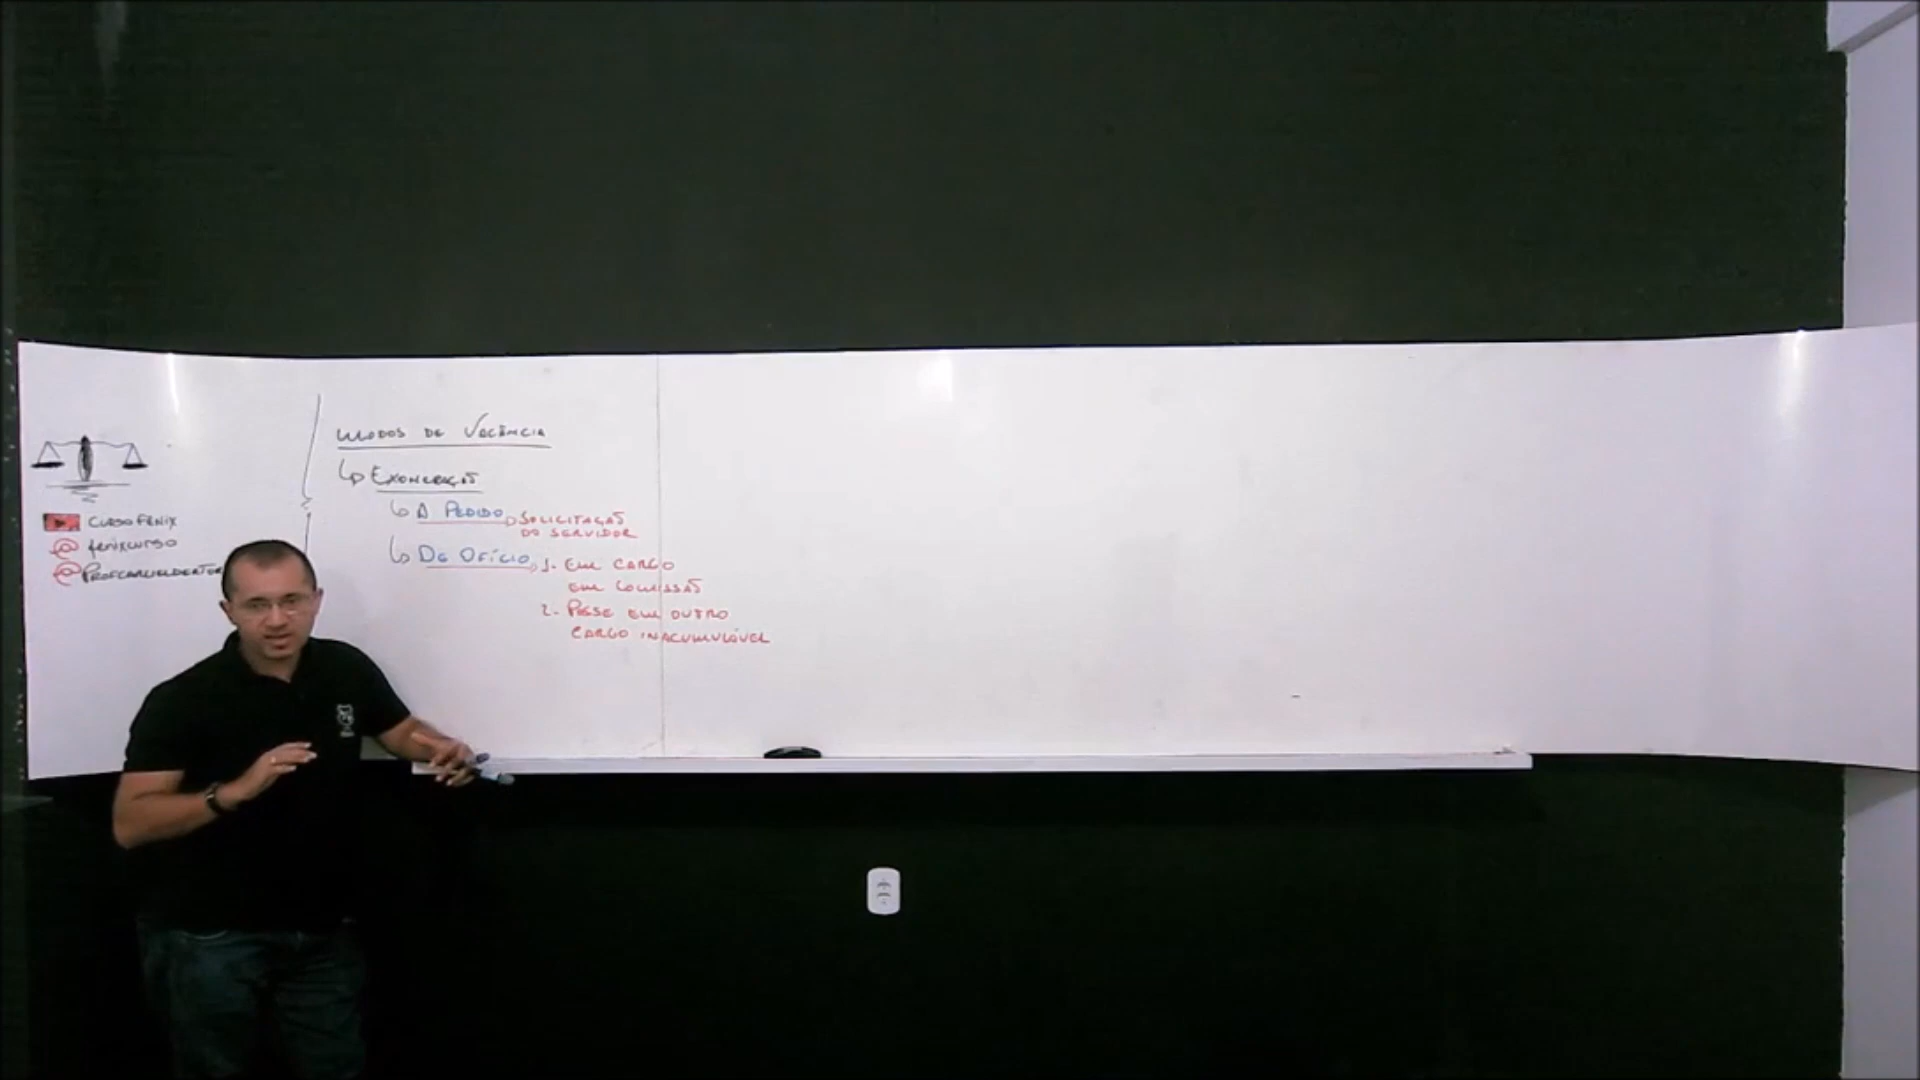 CURSO FÊNIX
@ fenixcurso
MODOS DE VACÂNCIA
EXONERAÇÃO
A PEDIDO SOLICITAÇÃO
DO SERVIDOR
DE OFÍCIO 1. EM CARGO
EM COMISSÃO
2. POSSE EM OUTRO
CARGO INACUMULÁVEL